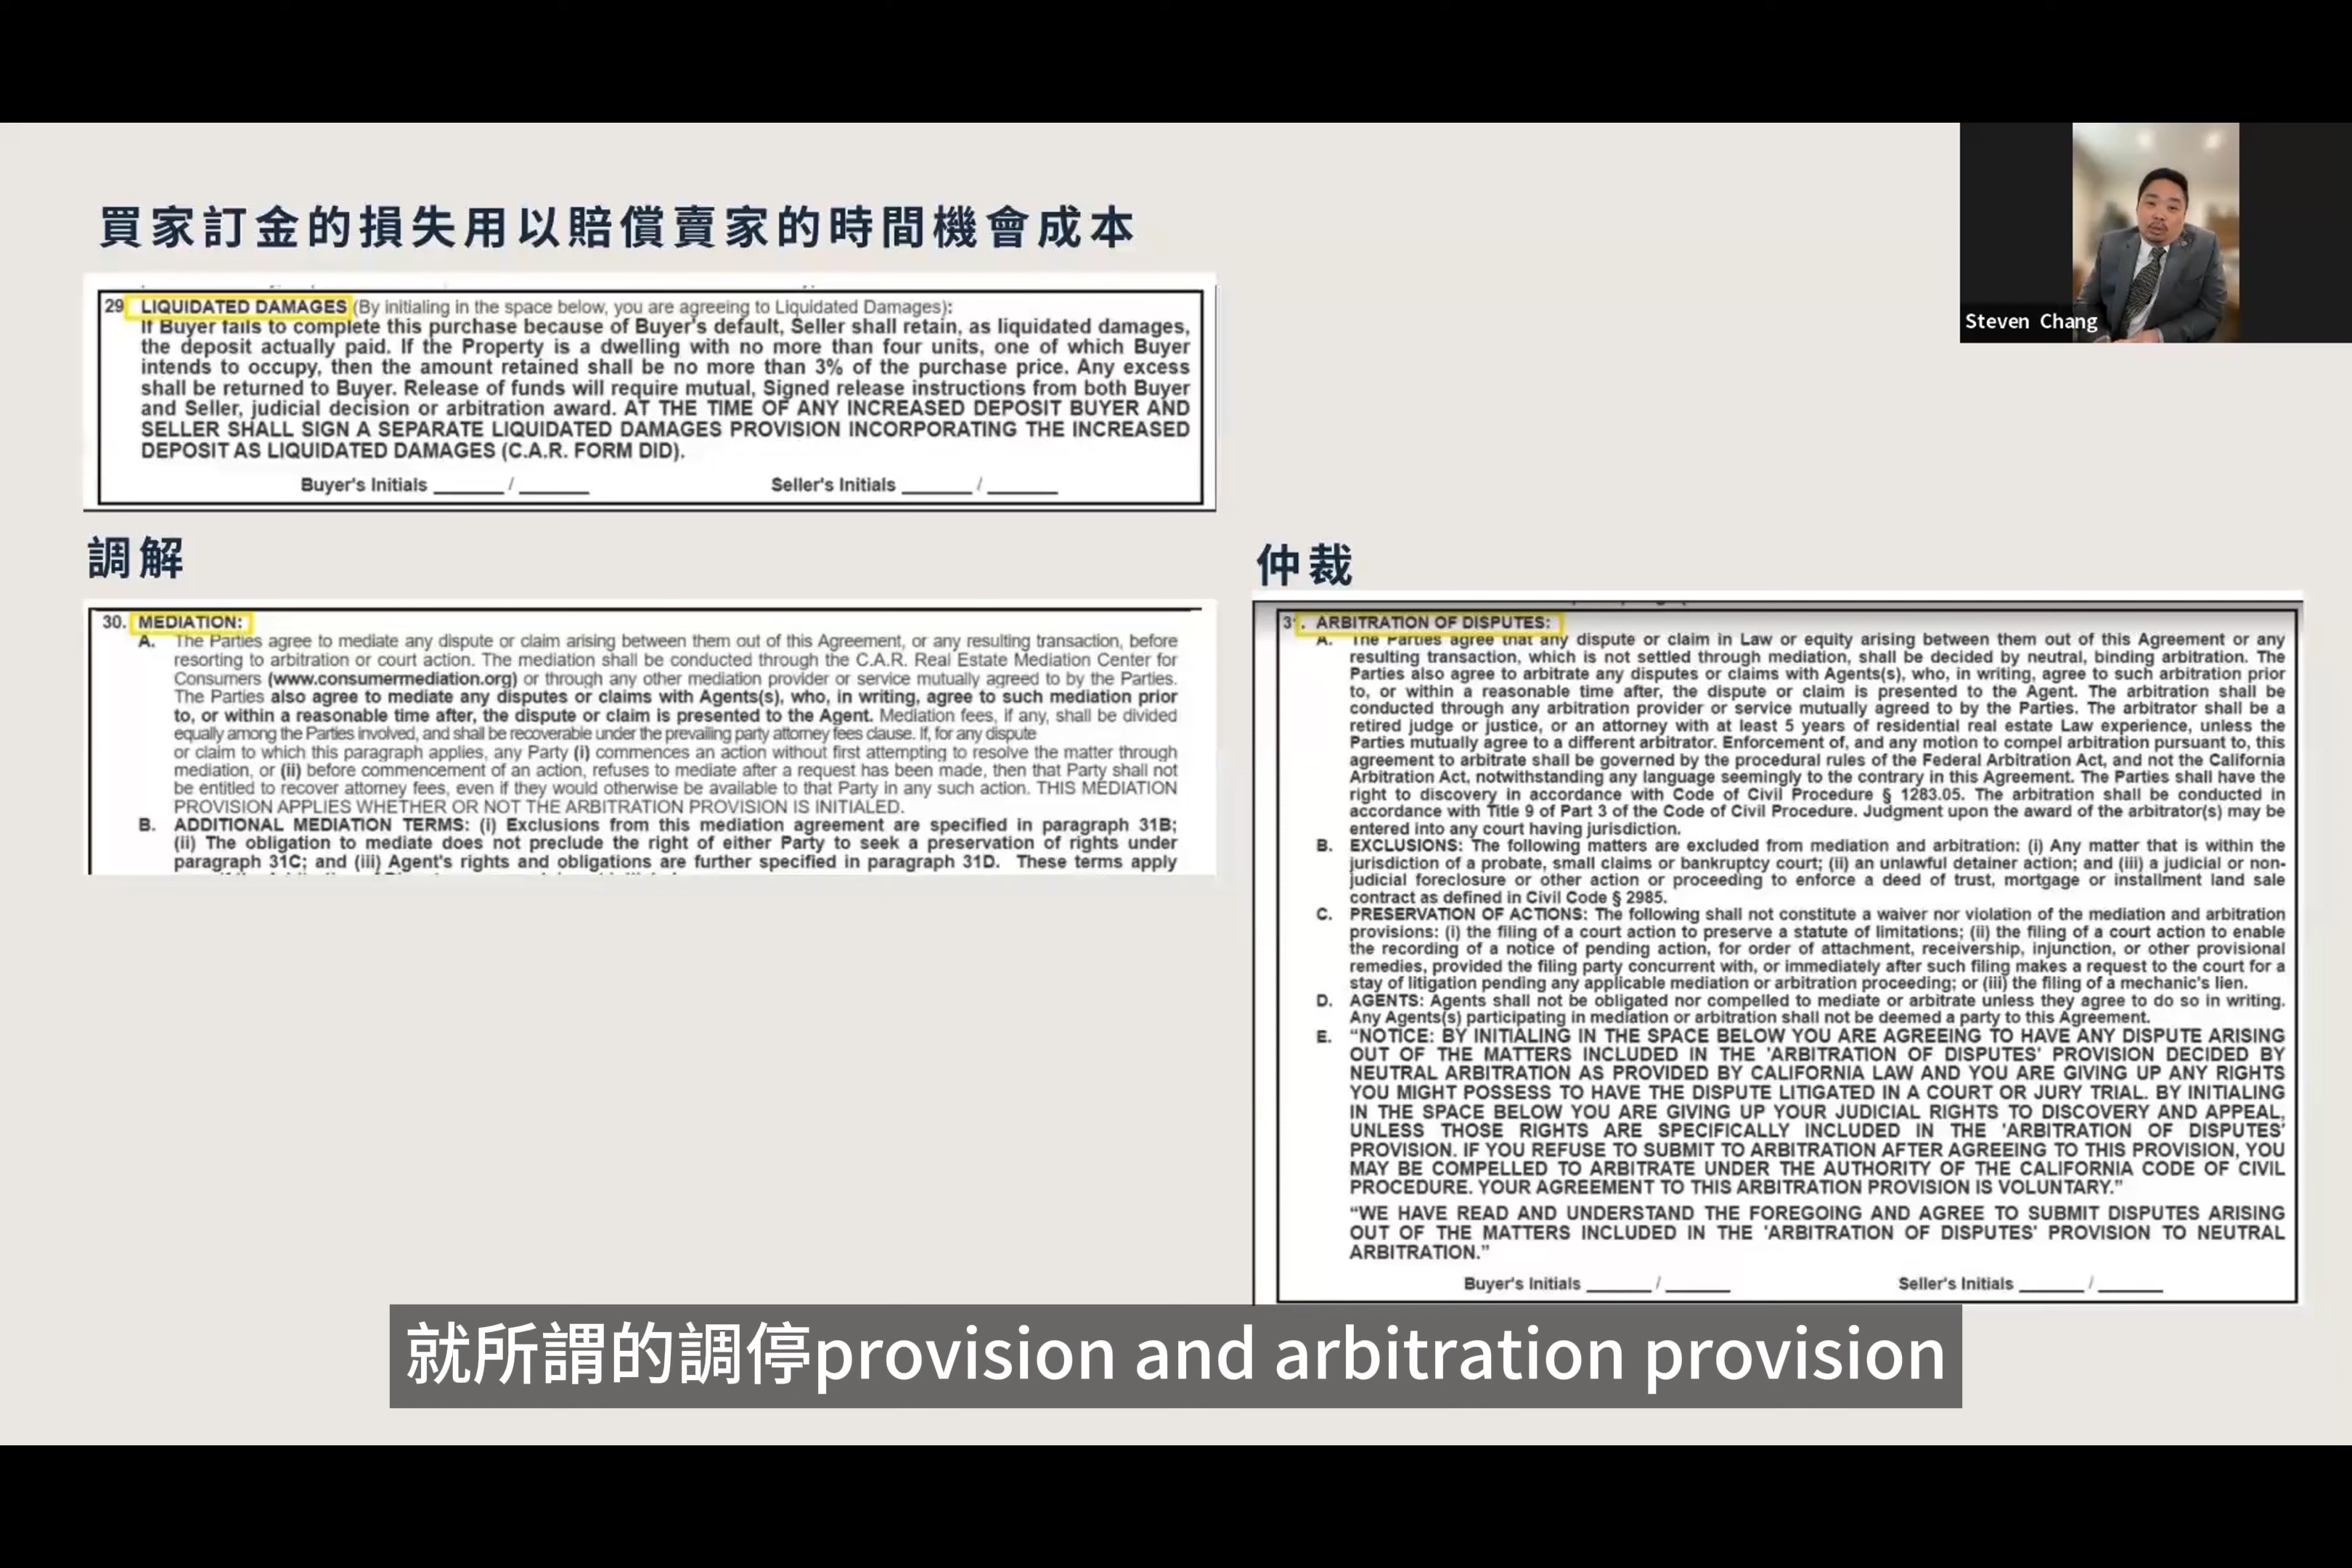 買家訂金的損失用以賠償賣家的時間機會成本
Steven Chang
29 LIQUIDATED DAMAGES (By initialing in the space below, you are agreeing to Liquidated Damages):
If Buyer fails to complete this purchase because of Buyer's default, Seller shall retain, as liquidated damages,
the deposit actually paid. If the Property is a dwelling with no more than four units, one of which Buyer
intends to occupy, then the amount retained shall be no more than 3% of the purchase price. Any excess
shall be returned to Buyer. Release of funds will require mutual, Signed release instructions from both Buyer
and Seller, judicial decision or arbitration award. AT THE TIME OF ANY INCREASED DEPOSIT BUYER AND
SELLER SHALL SIGN A SEPARATE LIQUIDATED DAMAGES PROVISION INCORPORATING THE INCREASED
DEPOSIT AS LIQUIDATED DAMAGES (C.A.R. FORM DID).
Buyer's Initials ______ / ______ Seller's Initials ______ / ______
調解
30. MEDIATION:
A. The Parties agree to mediate any dispute or claim arising between them out of this Agreement, or any resulting transaction, before
resorting to arbitration or court action. The mediation shall be conducted through the C.A.R. Real Estate Mediation Center for
Consumers (www.consumermediation.org) or through any other mediation provider or service mutually agreed to by the Parties.
The Parties also agree to mediate any disputes or claims with Agents(s), who, in writing, agree to such mediation prior
to, or within a reasonable time after, the dispute or claim is presented to the Agent. Mediation fees, if any, shall be divided
equally among the Parties involved, and shall be recoverable under the prevailing party attorney fees clause. If, for any dispute
or claim to which this paragraph applies, any Party (i) commences an action without first attempting to resolve the matter through
mediation, or (ii) before commencement of an action, refuses to mediate after a request has been made, then that Party shall not
be entitled to recover attorney fees, even if they would otherwise be available to that Party in any such action. THIS MEDIATION
PROVISION APPLIES WHETHER OR NOT THE ARBITRATION PROVISION IS INITIALED.
B. ADDITIONAL MEDIATION TERMS: (i) Exclusions from this mediation agreement are specified in paragraph 31B;
(ii) The obligation to mediate does not preclude the right of either Party to seek a preservation of rights under
paragraph 31C; and (iii) Agent's rights and obligations are further specified in paragraph 31D. These terms apply
仲裁
31. ARBITRATION OF DISPUTES:
A. The Parties agree that any dispute or claim in Law or equity arising between them out of this Agreement or any
resulting transaction, which is not settled through mediation, shall be decided by neutral, binding arbitration. The
Parties also agree to arbitrate any disputes or claims with Agents(s), who, in writing, agree to such arbitration prior
to, or within a reasonable time after, the dispute or claim is presented to the Agent. The arbitration shall be
conducted through any arbitration provider or service mutually agreed to by the Parties. The arbitrator shall be a
retired judge or justice, or an attorney with at least 5 years of residential real estate Law experience, unless the
Parties mutually agree to a different arbitrator. Enforcement of, and any motion to compel arbitration pursuant to, this
agreement to arbitrate shall be governed by the procedural rules of the Federal Arbitration Act, and not the California
Arbitration Act, notwithstanding any language seemingly to the contrary in this Agreement. The Parties shall have the
right to discovery in accordance with Code of Civil Procedure § 1283.05. The arbitration shall be conducted in
accordance with Title 9 of Part 3 of the Code of Civil Procedure. Judgment upon the award of the arbitrator(s) may be
entered into any court having jurisdiction.
B. EXCLUSIONS: The following matters are excluded from mediation and arbitration: (i) Any matter that is within the
jurisdiction of a probate, small claims or bankruptcy court; (ii) an unlawful detainer action; and (iii) a judicial or non-
judicial foreclosure or other action or proceeding to enforce a deed of trust, mortgage or installment land sale
contract as defined in Civil Code § 2985.
C. PRESERVATION OF ACTIONS: The following shall not constitute a waiver nor violation of the mediation and arbitration
provisions: (i) the filing of a court action to preserve a statute of limitations; (ii) the filing of a court action to enable
the recording of a notice of pending action, for order of attachment, receivership, injunction, or other provisional
remedies, provided the filing party concurrent with, or immediately after such filing makes a request to the court for a
stay of litigation pending any applicable mediation or arbitration proceeding; or (iii) the filing of a mechanic's lien.
D. AGENTS: Agents shall not be obligated nor compelled to mediate or arbitrate unless they agree to do so in writing.
Any Agents(s) participating in mediation or arbitration shall not be deemed a party to this Agreement.
E. “NOTICE: BY INITIALING IN THE SPACE BELOW YOU ARE AGREEING TO HAVE ANY DISPUTE ARISING
OUT OF THE MATTERS INCLUDED IN THE 'ARBITRATION OF DISPUTES' PROVISION DECIDED BY
NEUTRAL ARBITRATION AS PROVIDED BY CALIFORNIA LAW AND YOU ARE GIVING UP ANY RIGHTS
YOU MIGHT POSSESS TO HAVE THE DISPUTE LITIGATED IN A COURT OR JURY TRIAL. BY INITIALING
IN THE SPACE BELOW YOU ARE GIVING UP YOUR JUDICIAL RIGHTS TO DISCOVERY AND APPEAL,
UNLESS THOSE RIGHTS ARE SPECIFICALLY INCLUDED IN THE 'ARBITRATION OF DISPUTES'
PROVISION. IF YOU REFUSE TO SUBMIT TO ARBITRATION AFTER AGREEING TO THIS PROVISION, YOU
MAY BE COMPELLED TO ARBITRATE UNDER THE AUTHORITY OF THE CALIFORNIA CODE OF CIVIL
PROCEDURE. YOUR AGREEMENT TO THIS ARBITRATION PROVISION IS VOLUNTARY.”
“WE HAVE READ AND UNDERSTAND THE FOREGOING AND AGREE TO SUBMIT DISPUTES ARISING
OUT OF THE MATTERS INCLUDED IN THE 'ARBITRATION OF DISPUTES' PROVISION TO NEUTRAL
ARBITRATION.”
Buyer's Initials ______ / ______ Seller's Initials ______ / ______
就所謂的調停provision and arbitration provision